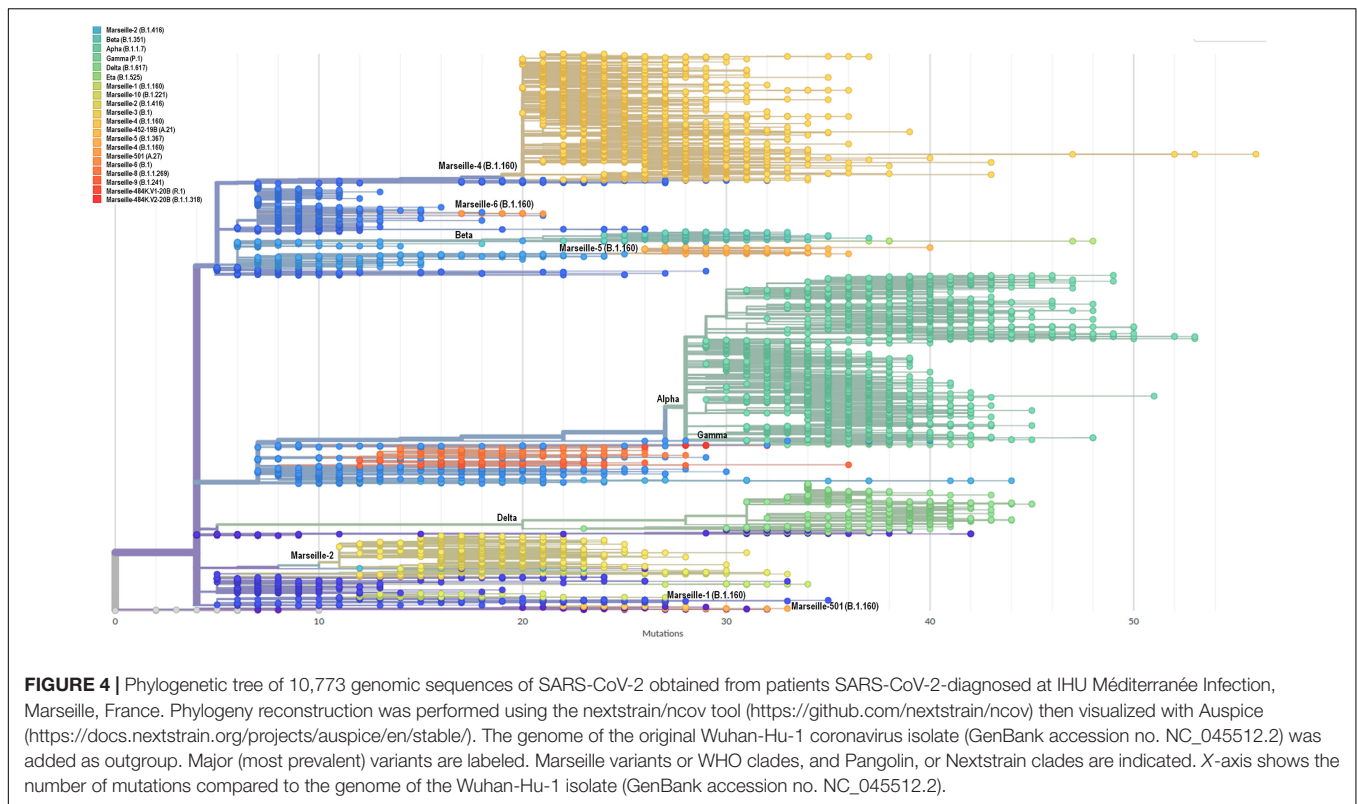 Marseille-2 (B.1.416)
Beta (B.1.351)
Apha (B.1.1.7)
Gamma (P.1)
Delta (B.1.617)
Eta (B.1.525)
Marseille-1 (B.1.160)
Marseille-10 (B.1.221)
Marseille-2 (B.1.416)
Marseille-3 (B.1)
Marseille-4 (B.1.160)
Marseille-452-19B (A.21)
Marseille-5 (B.1.367)
Marseille-4 (B.1.160)
Marseille-501 (A.27)
Marseille-6 (B.1)
Marseille-8 (B.1.1.269)
Marseille-9 (B.1.241)
Marseille-484K.V1-20B (R.1)
Marseille-484K.V2-20B (B.1.1.318)
Marseille-4 (B.1.160)
Marseille-6 (B.1.160)
Beta
Marseille-5 (B.1.160)
Alpha
Gamma
Delta
Marseille-2
Marseille-1 (B.1.160)
Marseille-501 (B.1.160)
0 10 20 30 40 50
Mutations
FIGURE 4 | Phylogenetic tree of 10,773 genomic sequences of SARS-CoV-2 obtained from patients SARS-CoV-2-diagnosed at IHU Méditerranée Infection,
Marseille, France. Phylogeny reconstruction was performed using the nextstrain/ncov tool (https://github.com/nextstrain/ncov) then visualized with Auspice
(https://docs.nextstrain.org/projects/auspice/en/stable/). The genome of the original Wuhan-Hu-1 coronavirus isolate (GenBank accession no. NC_045512.2) was
added as outgroup. Major (most prevalent) variants are labeled. Marseille variants or WHO clades, and Pangolin, or Nextstrain clades are indicated. X-axis shows the
number of mutations compared to the genome of the Wuhan-Hu-1 isolate (GenBank accession no. NC_045512.2).